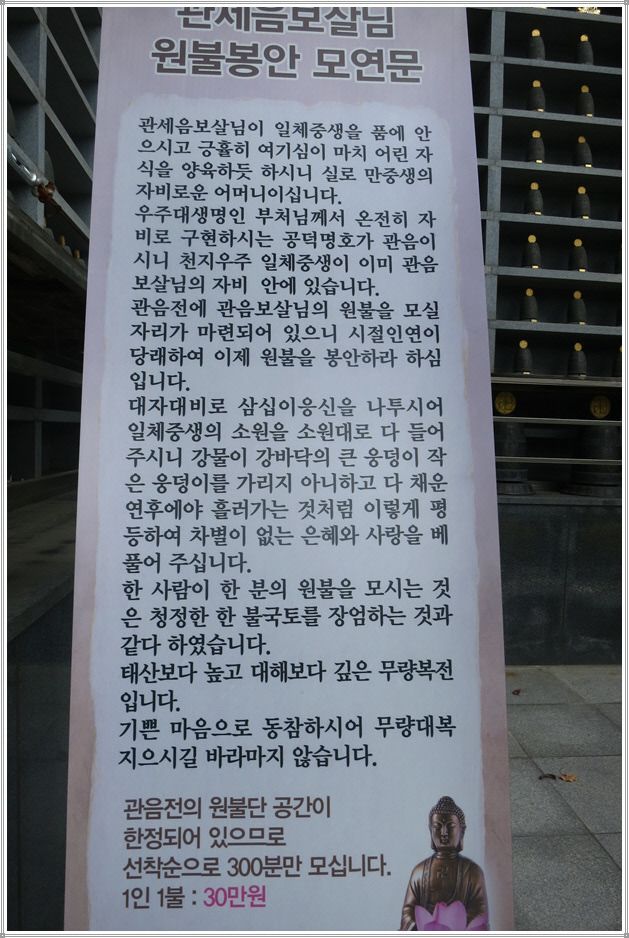 관세음보살님
원불봉안 모연문
관세음보살님이 일체중생을 품에 안
으시고 긍휼히 여기심이 마치 어린 자
식을 양육하듯 하시니 실로 만중생의
자비로운 어머니이십니다.
우주대생명인 부처님께서 온전히 자
비로 구현하시는 공덕명호가 관음이
시니 천지우주 일체중생이 이미 관음
보살님의 자비 안에 있습니다.
관음전에 관음보살님의 원불을 모실
자리가 마련되어 있으니 시절인연이
당래하여 이제 원불을 봉안하라 하심
입니다.
대자대비로 삼십이응신을 나투시어
일체중생의 소원을 소원대로 다 들어
주시니 강물이 강바닥의 큰 웅덩이 작
은 웅덩이를 가리지 아니하고 다 채운
연후에야 흘러가는 것처럼 이렇게 평
등하여 차별이 없는 은혜와 사랑을 베
풀어 주십니다.
한 사람이 한 분의 원불을 모시는 것
은 청정한 한 불국토를 장엄하는 것과
같다 하였습니다.
태산보다 높고 대해보다 깊은 무량복전
입니다.
기쁜 마음으로 동참하시어 무량대복
지으시길 바라마지 않습니다.
관음전의 원불단 공간이
한정되어 있으므로
선착순으로 300분만 모십니다.
1인 1불 : 30만원